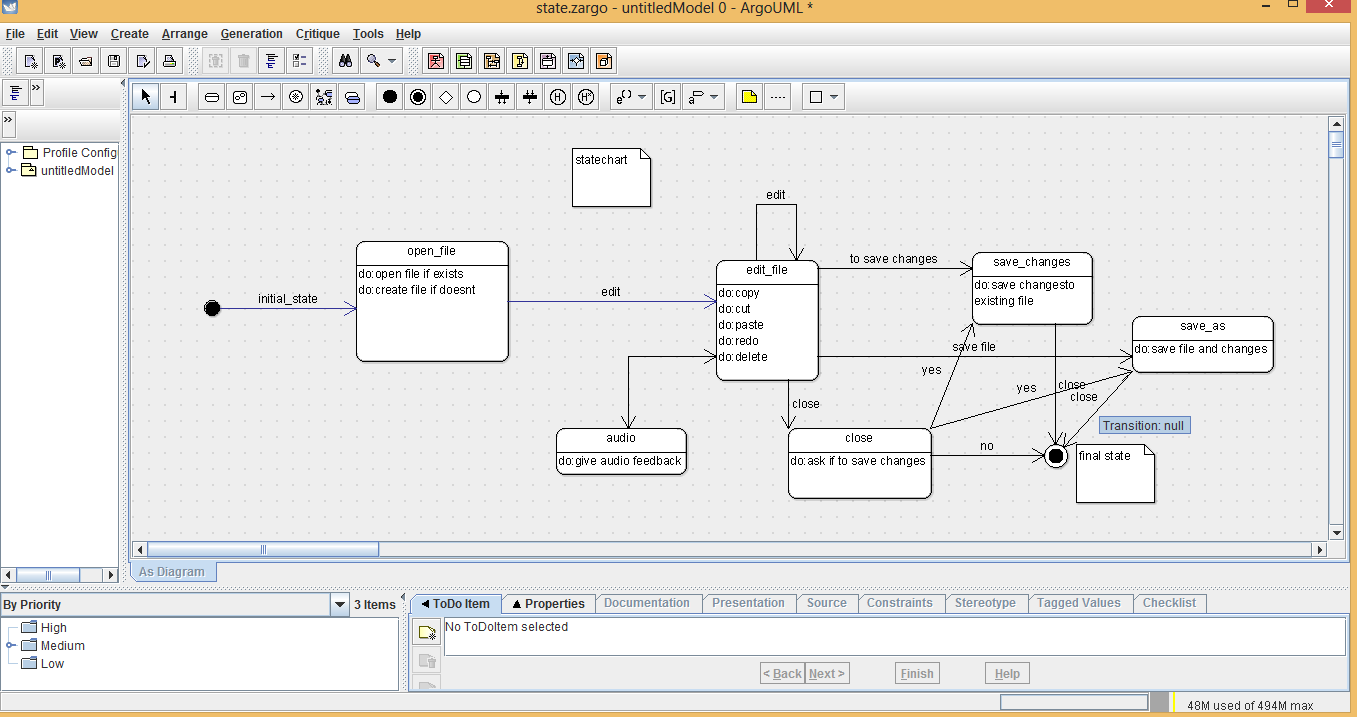 state.zargo - untitledModel 0 - ArgoUML *
File Edit View Create Arrange Generation Critique Tools Help
Profile Config
untitledModel
statechart
edit
open_file
do:open file if exists
do:create file if doesnt
initial_state
edit
edit_file
do:copy
do:cut
do:paste
do:redo
do:delete
to save changes
save_changes
do:save changesto
existing file
save_as
do:save file and changes
save file
yes
yes
close
close
close
Transition: null
audio
do:give audio feedback
close
do:ask if to save changes
no
final state
As Diagram
By Priority
3 Items
High
Medium
Low
ToDo Item Properties Documentation Presentation Source Constraints Stereotype Tagged Values Checklist
No ToDoItem selected
< Back Next > Finish Help
48M used of 494M max